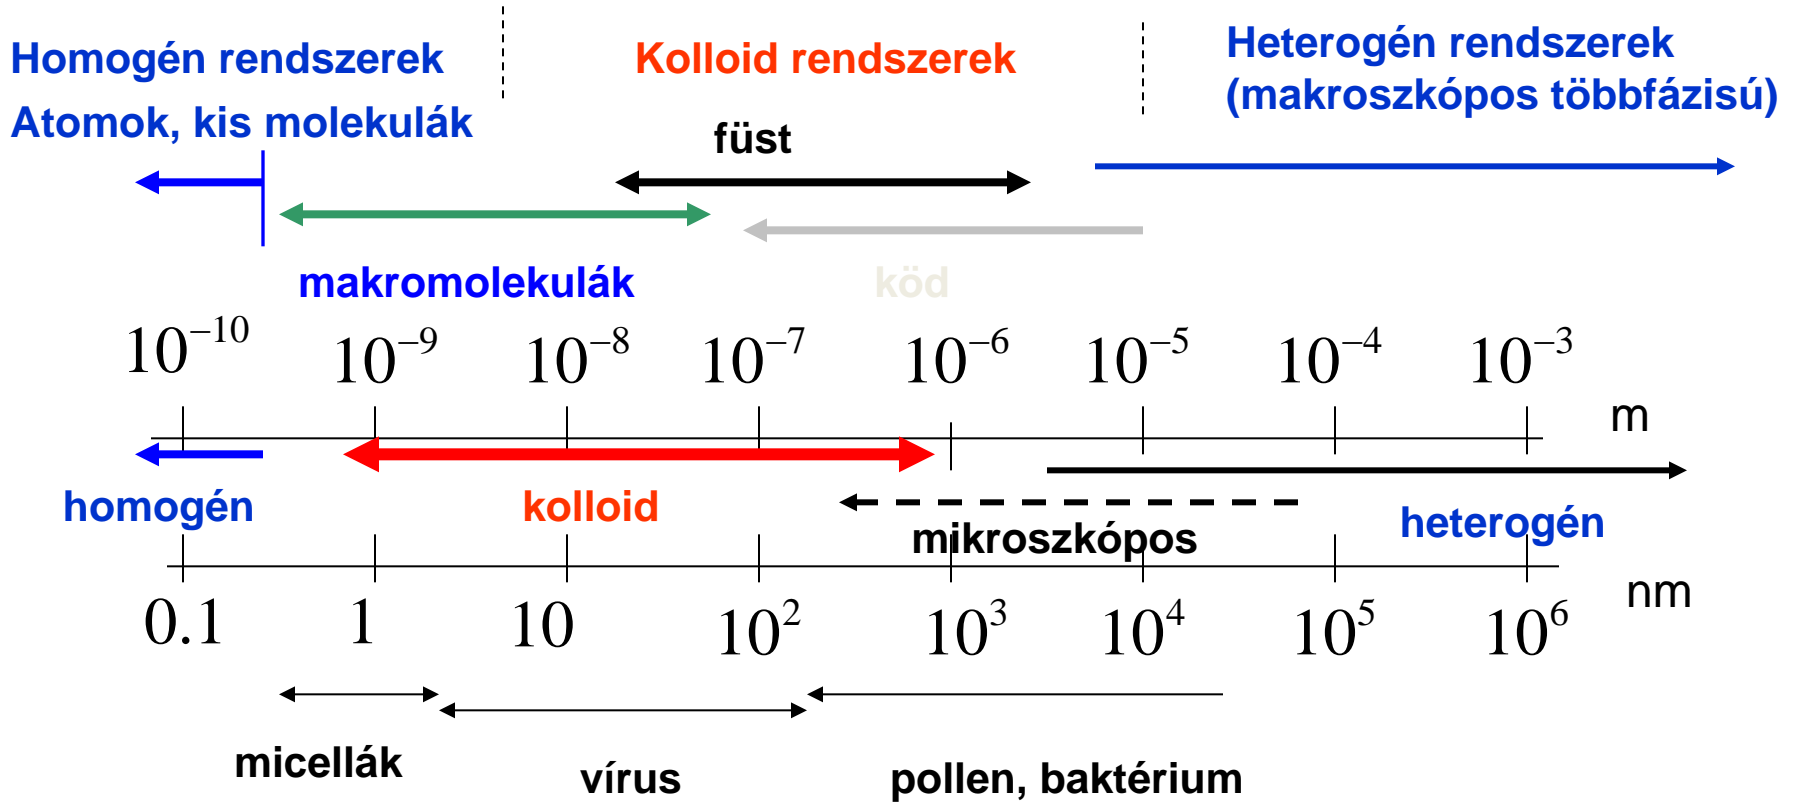 Homogén rendszerek
Kolloid rendszerek
Heterogén rendszerek
(makroszkópos többfázisú)
Atomok, kis molekulák
füst
makromolekulák
köd
10⁻¹⁰ 10⁻⁹ 10⁻⁸ 10⁻⁷ 10⁻⁶ 10⁻⁵ 10⁻⁴ 10⁻³
m
homogén
kolloid
mikroszkópos
heterogén
0.1 1 10 10² 10³ 10⁴ 10⁵ 10⁶
nm
micellák
vírus
pollen, baktérium